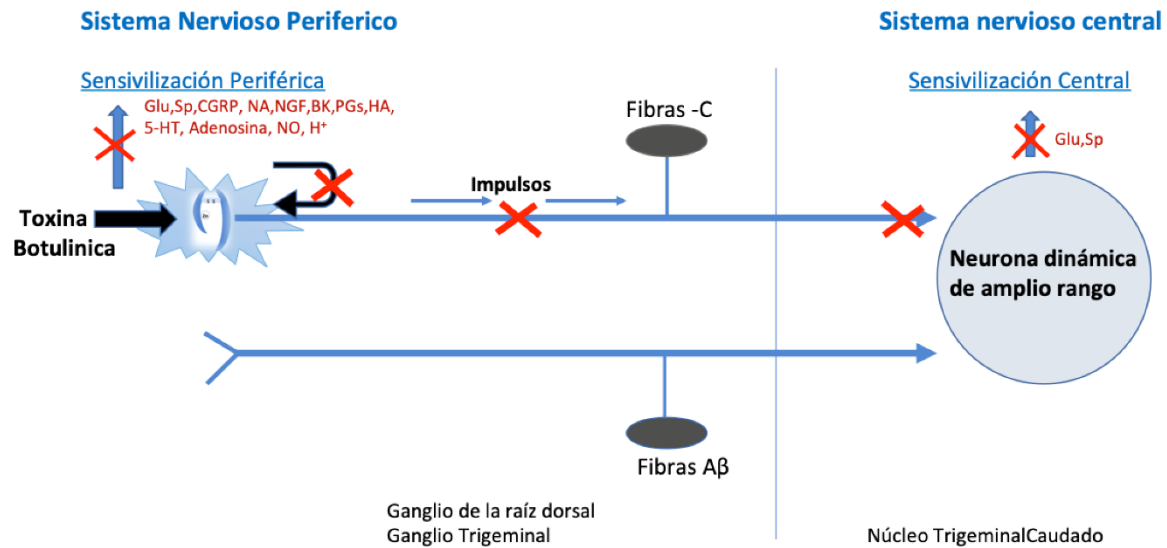 Sistema Nervioso Periferico
Sistema nervioso central
Sensivilización Periférica
Glu,Sp,CGRP, NA,NGF,BK,PGs,HA,
5-HT, Adenosina, NO, H⁺
Fibras -C
Sensivilización Central
Glu,Sp
Impulsos
Toxina
Botulinica
Neurona dinámica
de amplio rango
Fibras Aβ
Ganglio de la raíz dorsal
Ganglio Trigeminal
Núcleo TrigeminalCaudado